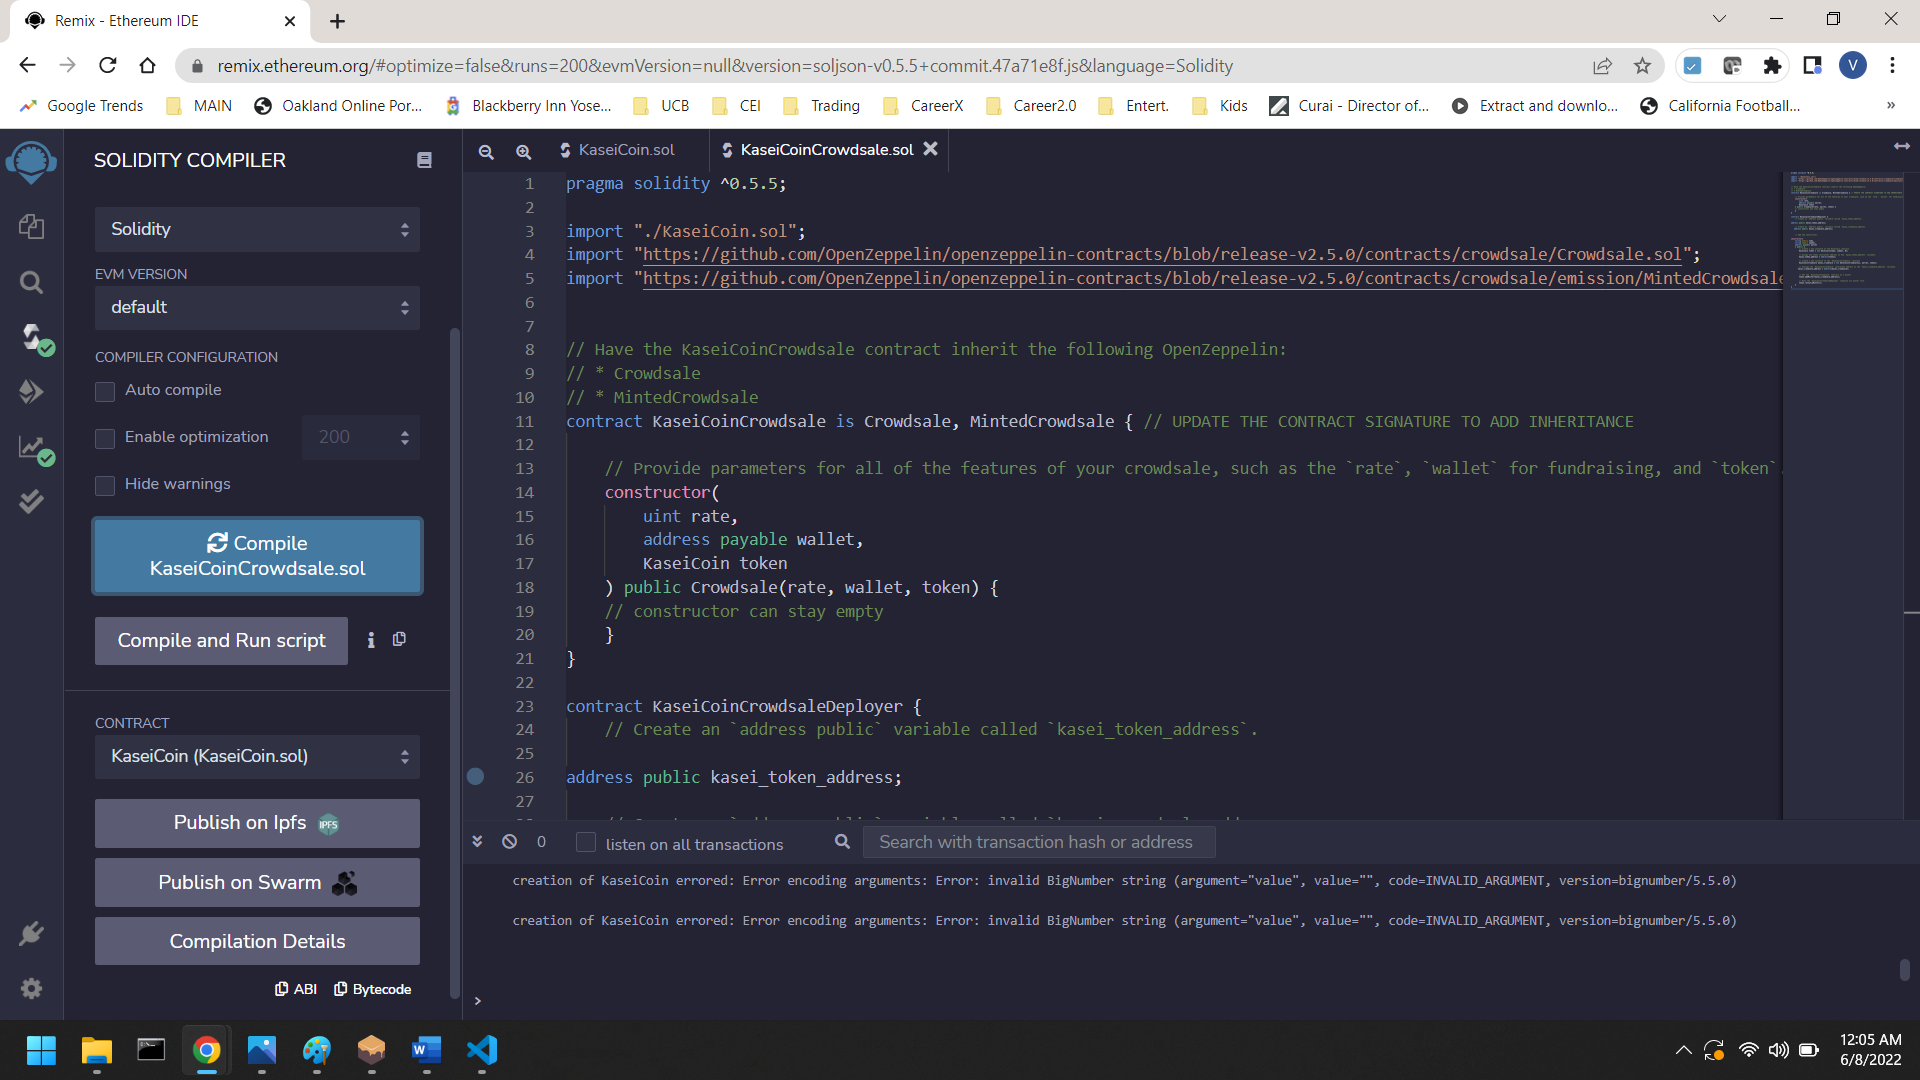 Remix - Ethereum IDE
remix.ethereum.org/#optimize=false&runs=200&evmVersion=null&version=soljson-v0.5.5+commit.47a71e8f.js&language=Solidity
V
Google Trends MAIN Oakland Online Por... Blackberry Inn Yose... UCB CEI Trading CareerX Career2.0 Entert. Kids Curai - Director of... Extract and downlo... California Football... »
SOLIDITY COMPILER
Solidity
EVM VERSION
default
COMPILER CONFIGURATION
Auto compile
Enable optimization 200
Hide warnings
Compile
KaseiCoinCrowdsale.sol
Compile and Run script
CONTRACT
KaseiCoin (KaseiCoin.sol)
Publish on Ipfs IPFS
Publish on Swarm
Compilation Details
ABI Bytecode
KaseiCoin.sol KaseiCoinCrowdsale.sol
1 pragma solidity ^0.5.5;
2
3 import "./KaseiCoin.sol";
4 import "https://github.com/OpenZeppelin/openzeppelin-contracts/blob/release-v2.5.0/contracts/crowdsale/Crowdsale.sol";
5 import "https://github.com/OpenZeppelin/openzeppelin-contracts/blob/release-v2.5.0/contracts/crowdsale/emission/MintedCrowdsale
6
7
8 // Have the KaseiCoinCrowdsale contract inherit the following OpenZeppelin:
9 // * Crowdsale
10 // * MintedCrowdsale
11 contract KaseiCoinCrowdsale is Crowdsale, MintedCrowdsale { // UPDATE THE CONTRACT SIGNATURE TO ADD INHERITANCE
12
13 // Provide parameters for all of the features of your crowdsale, such as the `rate`, `wallet` for fundraising, and `token`.
14 constructor(
15 uint rate,
16 address payable wallet,
17 KaseiCoin token
18 ) public Crowdsale(rate, wallet, token) {
19 // constructor can stay empty
20 }
21 }
22
23 contract KaseiCoinCrowdsaleDeployer {
24 // Create an `address public` variable called `kasei_token_address`.
25
26 address public kasei_token_address;
27
0 listen on all transactions Search with transaction hash or address
creation of KaseiCoin errored: Error encoding arguments: Error: invalid BigNumber string (argument="value", value="", code=INVALID_ARGUMENT, version=bignumber/5.5.0)
creation of KaseiCoin errored: Error encoding arguments: Error: invalid BigNumber string (argument="value", value="", code=INVALID_ARGUMENT, version=bignumber/5.5.0)
>
12:05 AM
6/8/2022